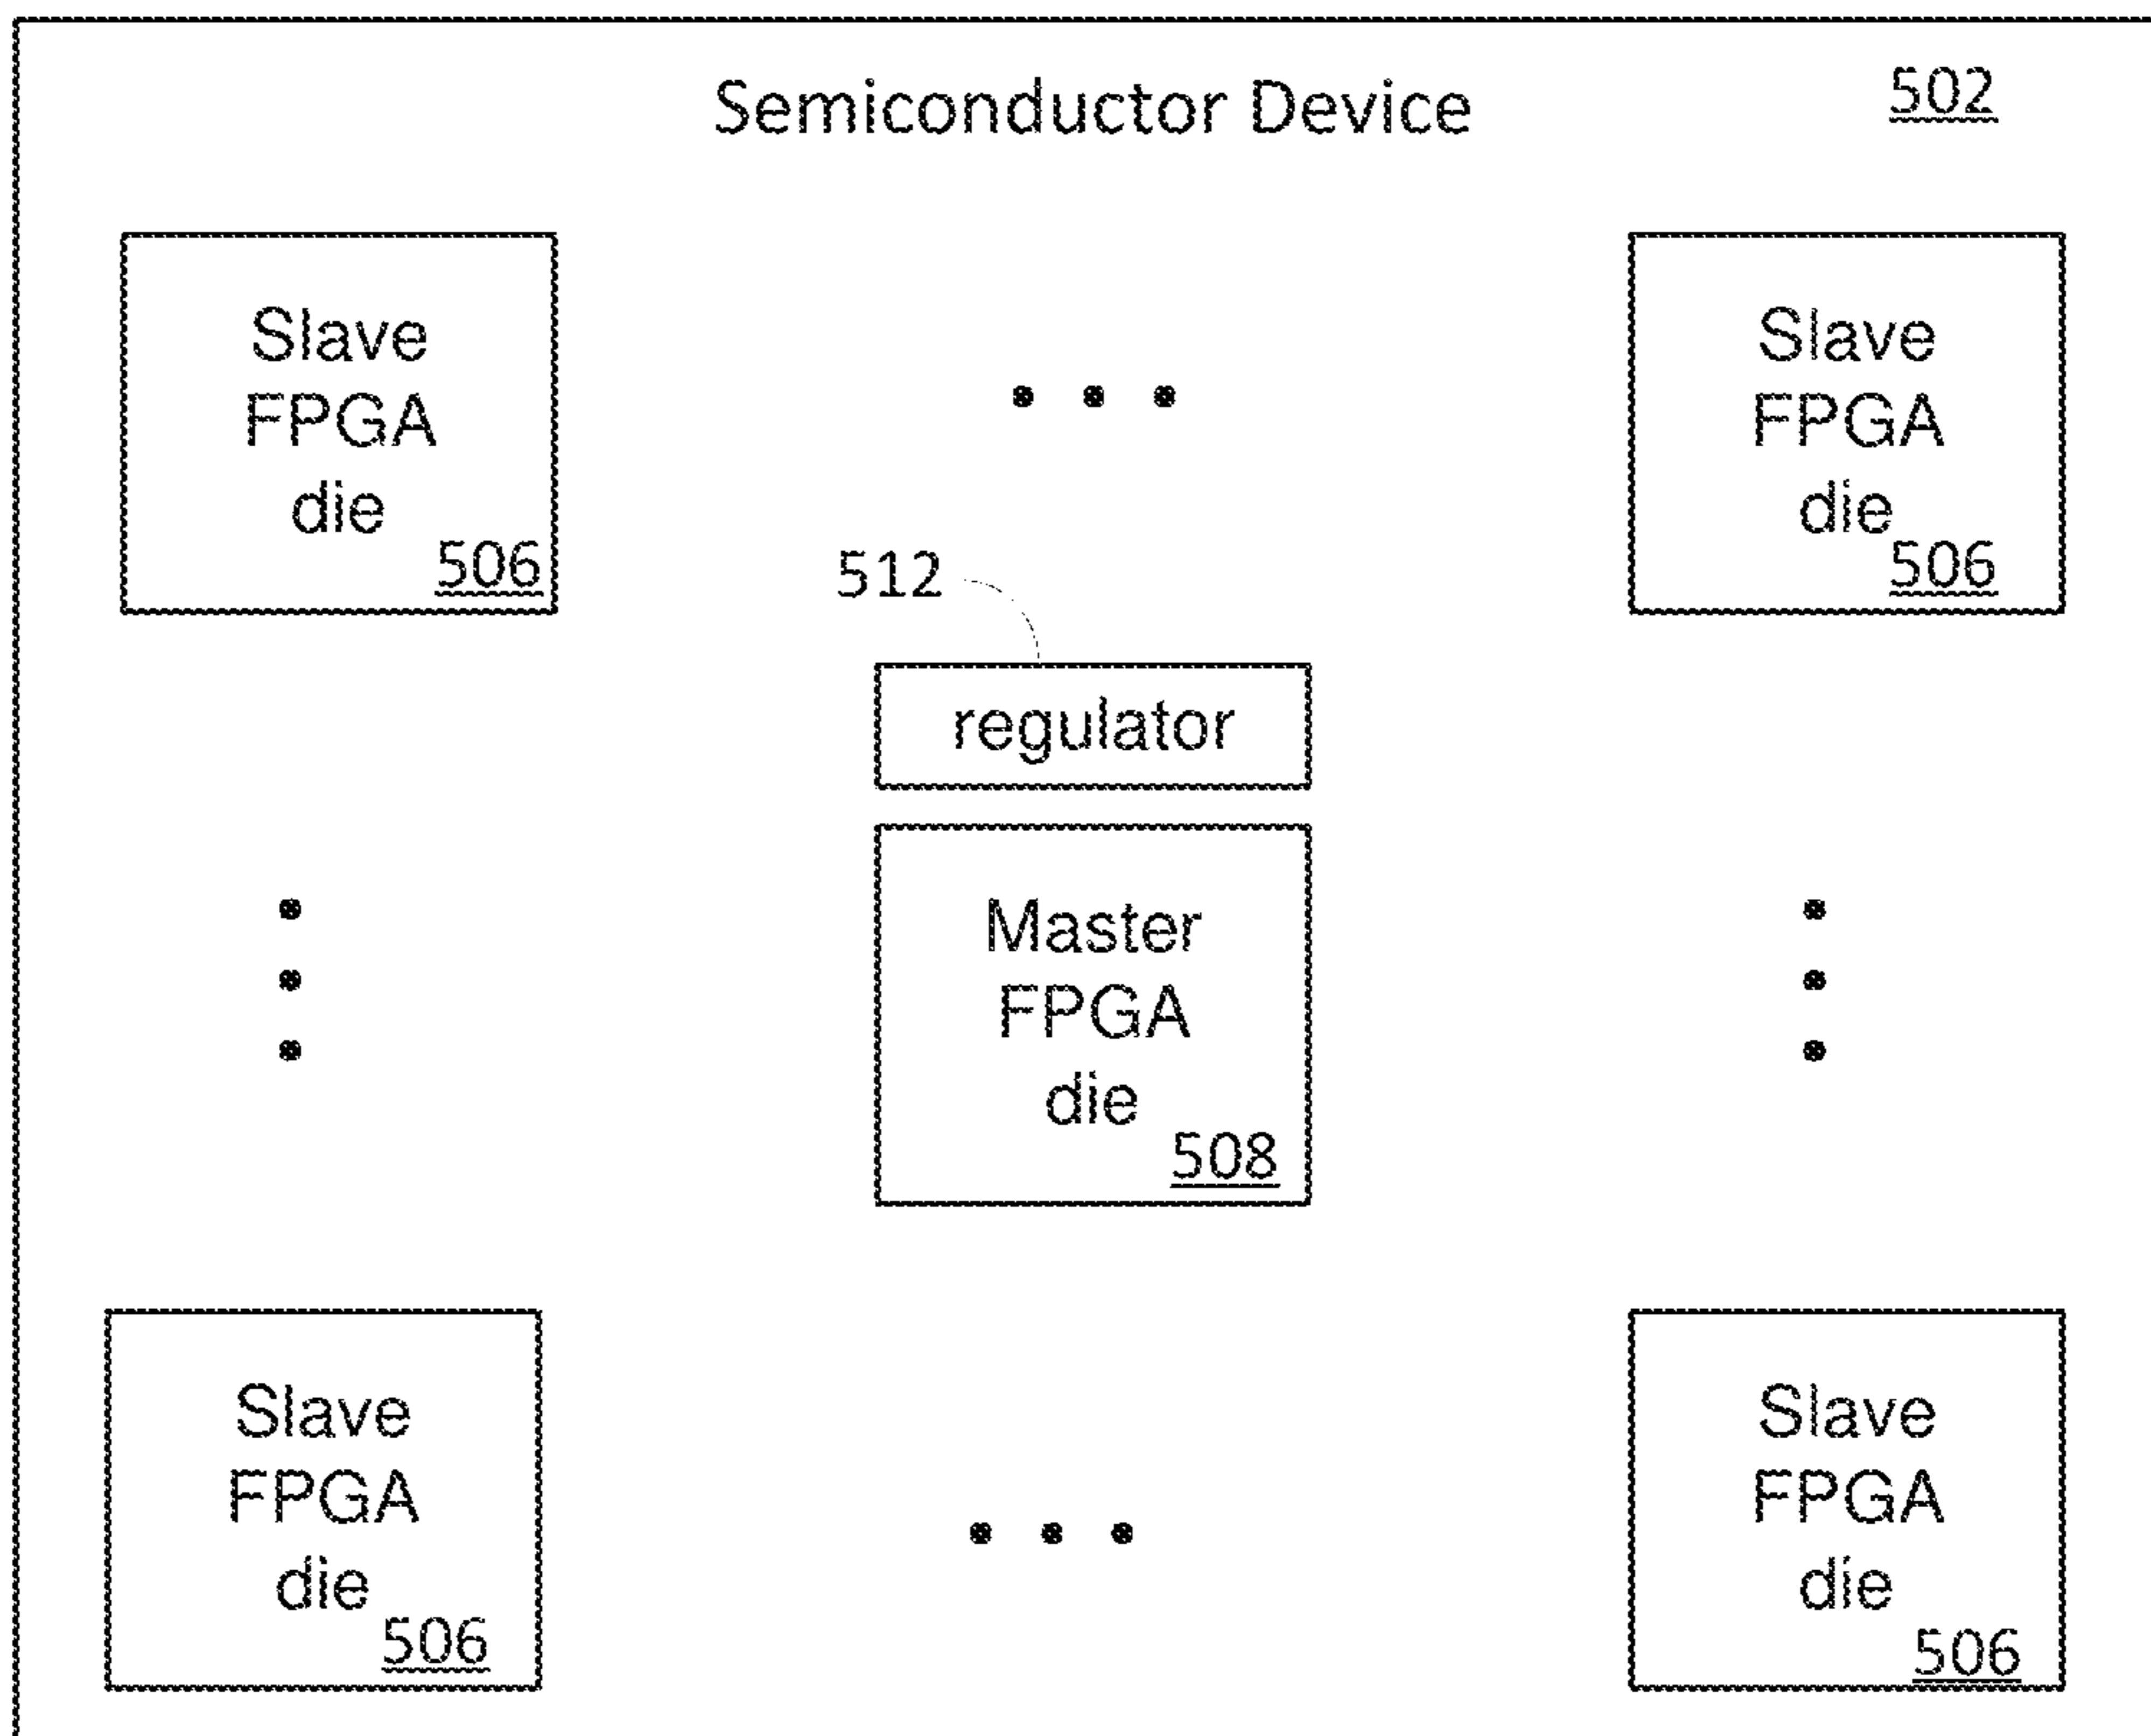 Semiconductor Device
502
Slave
FPGA
die
506
Slave
FPGA
die
506
512
regulator
Master
FPGA
die
508
Slave
FPGA
die
506
Slave
FPGA
die
506